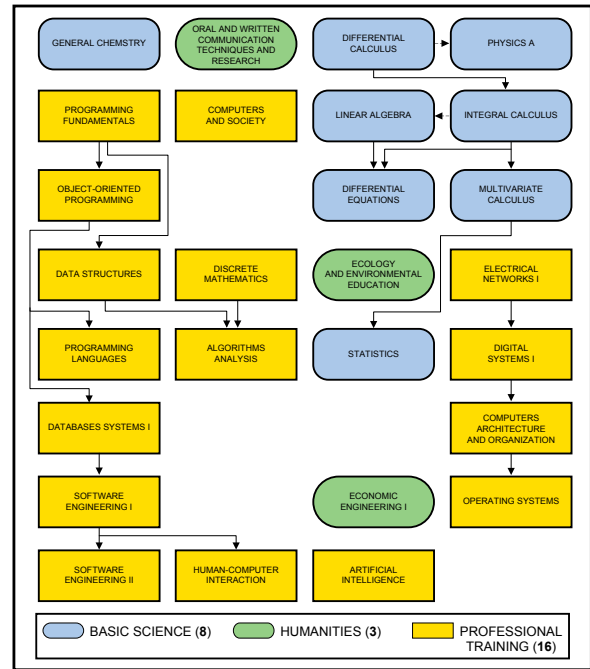 GENERAL CHEMSTRY
ORAL AND WRITTEN
COMMUNICATION
TECHNIQUES AND
RESEARCH
DIFFERENTIAL
CALCULUS
PHYSICS A
PROGRAMMING
FUNDAMENTALS
COMPUTERS
AND SOCIETY
LINEAR ALGEBRA
INTEGRAL CALCULUS
OBJECT-ORIENTED
PROGRAMMING
DIFFERENTIAL
EQUATIONS
MULTIVARIATE
CALCULUS
DATA STRUCTURES
DISCRETE
MATHEMATICS
ECOLOGY
AND ENVIRONMENTAL
EDUCATION
ELECTRICAL
NETWORKS I
PROGRAMMING
LANGUAGES
ALGORITHMS
ANALYSIS
STATISTICS
DIGITAL
SYSTEMS I
DATABASES SYSTEMS I
COMPUTERS
ARCHITECTURE
AND ORGANIZATION
SOFTWARE
ENGINEERING I
ECONOMIC
ENGINEERING I
OPERATING SYSTEMS
SOFTWARE
ENGINEERING II
HUMAN-COMPUTER
INTERACTION
ARTIFICIAL
INTELLIGENCE
BASIC SCIENCE (8)
HUMANITIES (3)
PROFESSIONAL
TRAINING (16)